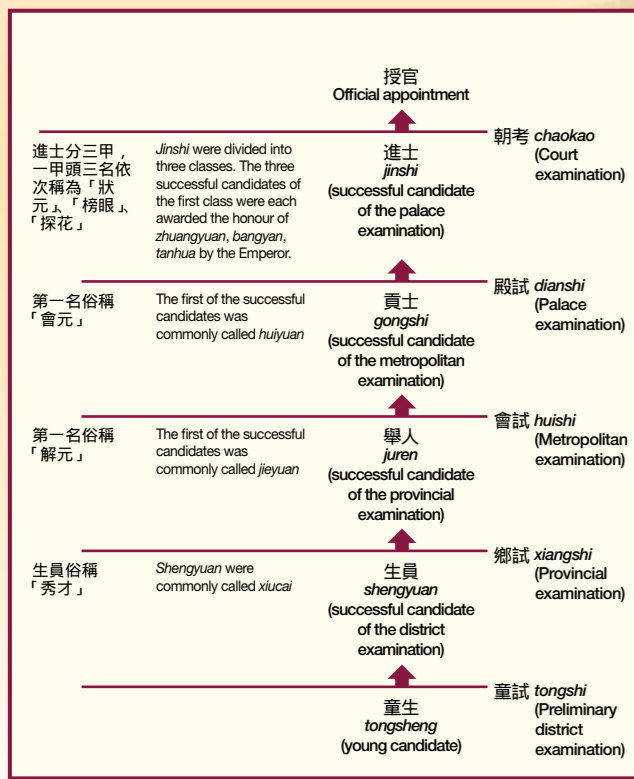 授官
Official appointment
朝考 chaokao
(Court
examination)
進士分三甲，
一甲頭三名依
次稱為「狀
元」、「榜眼」、
「探花」
Jinshi were divided into
three classes. The three
successful candidates of
the first class were each
awarded the honour of
zhuangyuan, bangyan,
tanhua by the Emperor.
進士
jinshi
(successful candidate
of the palace
examination)
殿試 dianshi
(Palace
examination)
第一名俗稱
「會元」
The first of the successful
candidates was
commonly called huiyuan
貢士
gongshi
(successful candidate
of the metropolitan
examination)
會試 huishi
(Metropolitan
examination)
第一名俗稱
「解元」
The first of the successful
candidates was
commonly called jieyuan
舉人
juren
(successful candidate
of the provincial
examination)
鄉試 xiangshi
(Provincial
examination)
生員俗稱
「秀才」
Shengyuan were
commonly called xiucai
生員
shengyuan
(successful candidate
of the district
examination)
童試 tongshi
(Preliminary
district
examination)
童生
tongsheng
(young candidate)